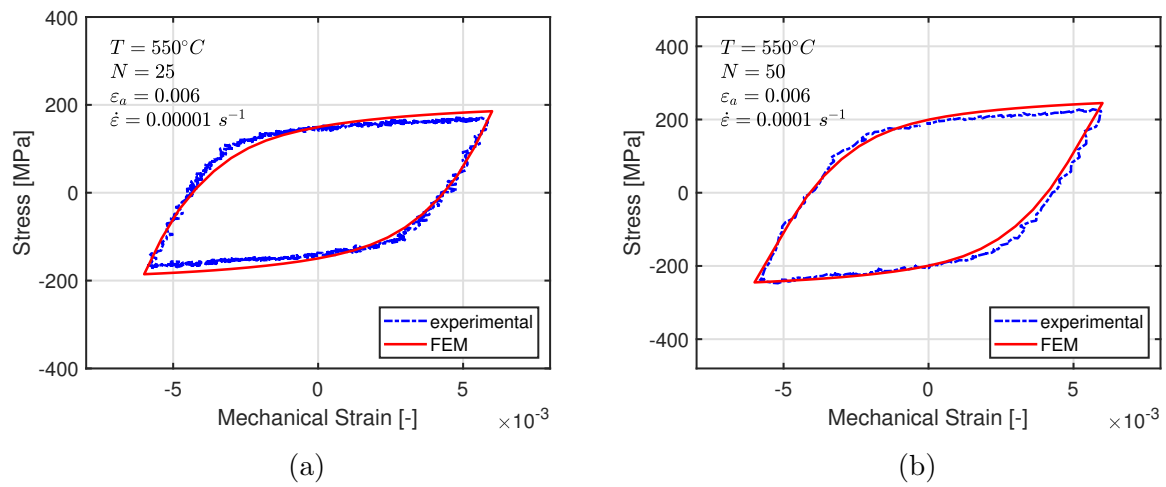 400
200
0
-200
-400
Stress [MPa]
T = 550°C
N = 25
εa = 0.006
ε̇ = 0.00001 s⁻¹
experimental
FEM
-5 0 5
Mechanical Strain [-]
×10⁻³
(a)
400
200
0
-200
-400
Stress [MPa]
T = 550°C
N = 50
εa = 0.006
ε̇ = 0.0001 s⁻¹
experimental
FEM
-5 0 5
Mechanical Strain [-]
×10⁻³
(b)